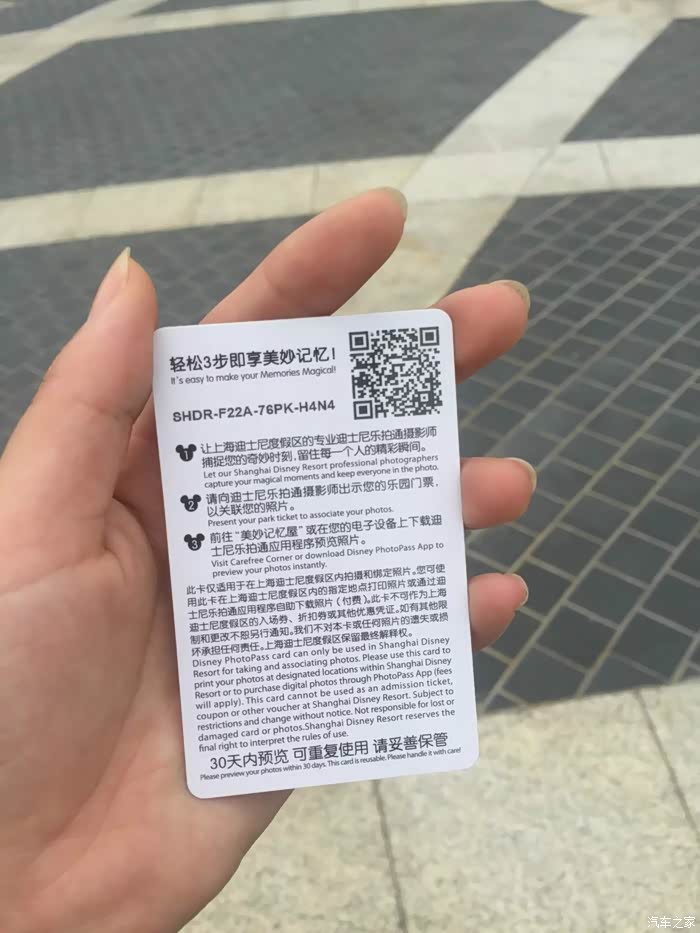 轻松3步即享美妙记忆!
It's easy to make your Memories Magical!
SHDR-F22A-76PK-H4N4
1 让上海迪士尼度假区的专业迪士尼乐拍通摄影师
捕捉您的奇妙时刻,留住每一个人的精彩瞬间。
Let our Shanghai Disney Resort professional photographers
capture your magical moments and keep everyone in the photo.
2 请向迪士尼乐拍通摄影师出示您的乐园门票,
以关联您的照片。
Present your park ticket to associate your photos.
3 前往“美妙记忆屋”或在您的电子设备上下载迪
士尼乐拍通应用程序预览照片。
Visit Carefree Corner or download Disney PhotoPass App to
preview your photos instantly.
此卡仅适用于在上海迪士尼度假区内拍摄和绑定照片。您可使
用此卡在上海迪士尼度假区内的指定地点打印照片或通过迪
士尼乐拍通应用程序自助下载照片(付费)。此卡不可作为上海
迪士尼度假区的入场券、折扣券或其他优惠凭证。如有其他限
制和更改不恕另行通知。我们不对本卡或任何照片的遗失或损
坏承担任何责任。上海迪士尼度假区保留最终解释权。
Disney PhotoPass card can only be used in Shanghai Disney
Resort for taking and associating photos. Please use this card to
print your photos at designated locations within Shanghai Disney
Resort or to purchase digital photos through PhotoPass App (fees
will apply). This card cannot be used as an admission ticket,
coupon or other voucher at Shanghai Disney Resort. Subject to
restrictions and change without notice. Not responsible for lost or
damaged card or photos.Shanghai Disney Resort reserves the
final right to interpret the rules of use.
30天内预览 可重复使用 请妥善保管
Please preview your photos within 30 days. This card is reusable. Please handle it with care!
汽车之家